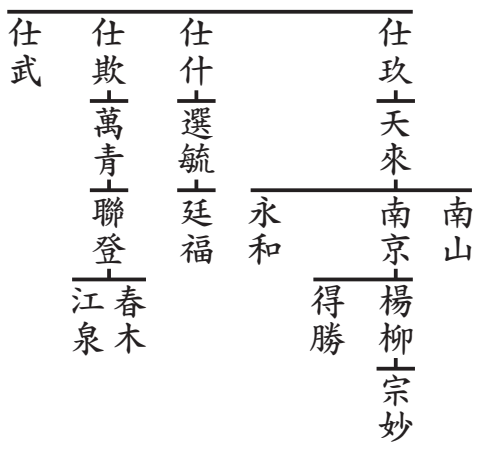 仕玖
仕什
仕欺
仕武
天來
選毓
萬青
南山
南京
永和
廷福
聯登
楊柳
得勝
春木
江泉
宗妙